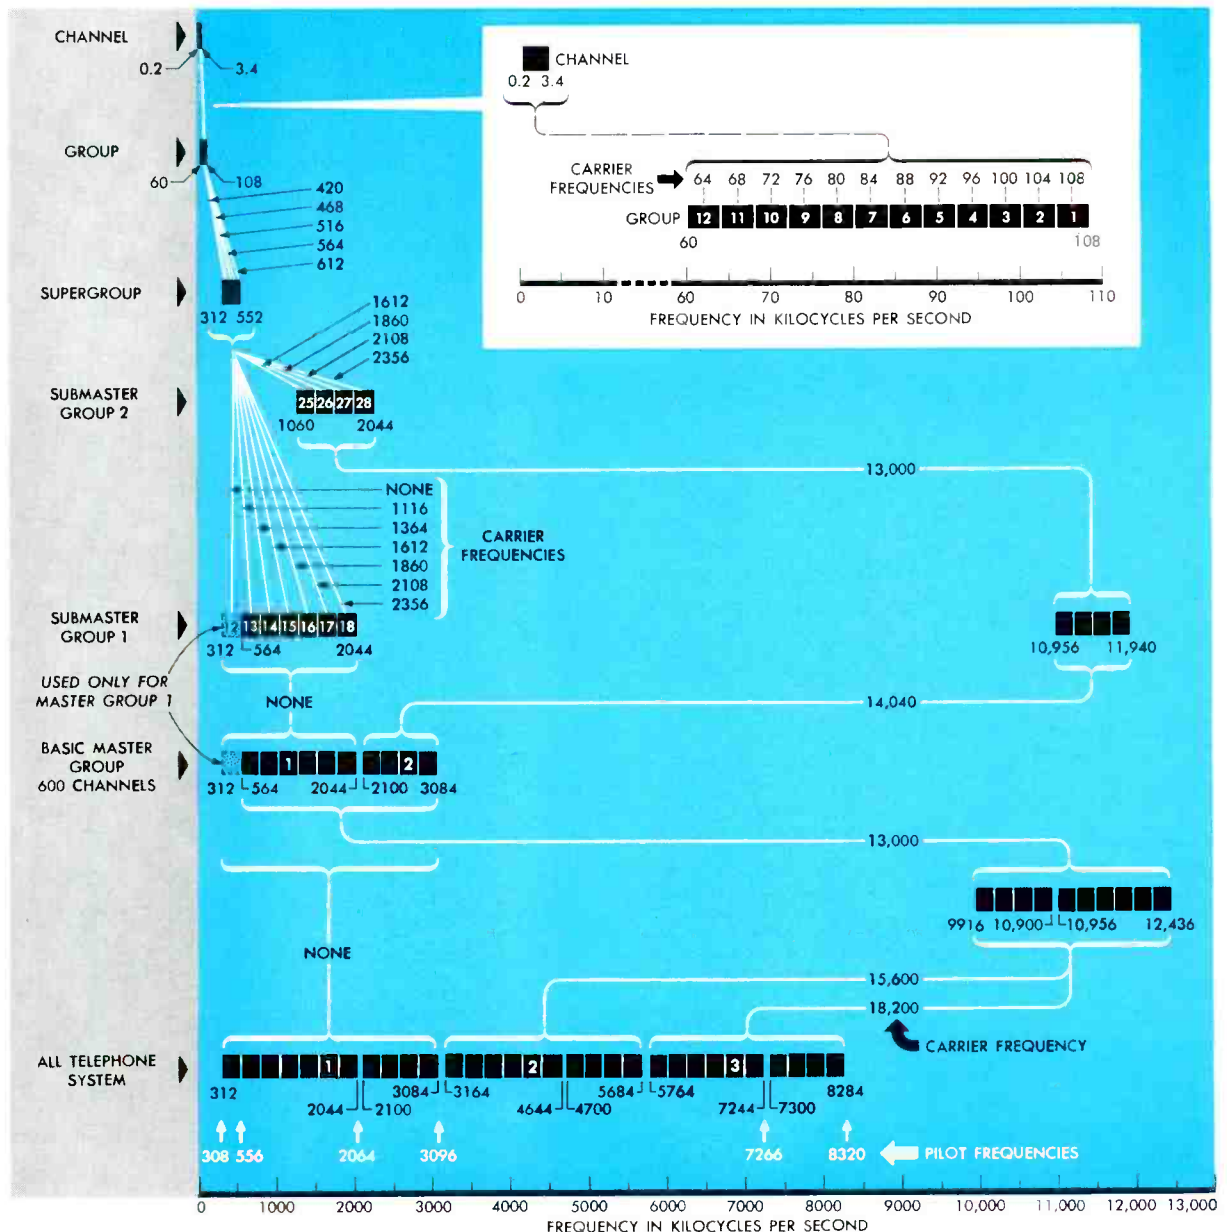 CHANNEL
0.2 3.4
GROUP
60 108
420
468
516
564
612
SUPERGROUP
312 552
CHANNEL
0.2 3.4
CARRIER
FREQUENCIES
64 68 72 76 80 84 88 92 96 100 104 108
GROUP 12 11 10 9 8 7 6 5 4 3 2 1
60 108
0 10 60 70 80 90 100 110
FREQUENCY IN KILOCYCLES PER SECOND
1612
1860
2108
2356
SUBMASTER
GROUP 2
25 26 27 28
1060 2044
13,000
NONE
1116
1364
1612
1860
2108
2356
CARRIER
FREQUENCIES
SUBMASTER
GROUP 1
12 13 14 15 16 17 18
312 564 2044
10,956 11,940
USED ONLY FOR
MASTER GROUP 1
NONE
14,040
BASIC MASTER
GROUP
600 CHANNELS
1 2
312 564 2044 2100 3084
13,000
9916 10,900 10,956 12,436
NONE
15,600
18,200
CARRIER FREQUENCY
ALL TELEPHONE
SYSTEM
1 2 3
312 3084 3164 5684 5764 8284
2044 2100 4644 4700 7244 7300
308 556 2064 3096 7266 8320 PILOT FREQUENCIES
0 1000 2000 3000 4000 5000 6000 7000 8000 9000 10,000 11,000 12,000 13,000
FREQUENCY IN KILOCYCLES PER SECOND